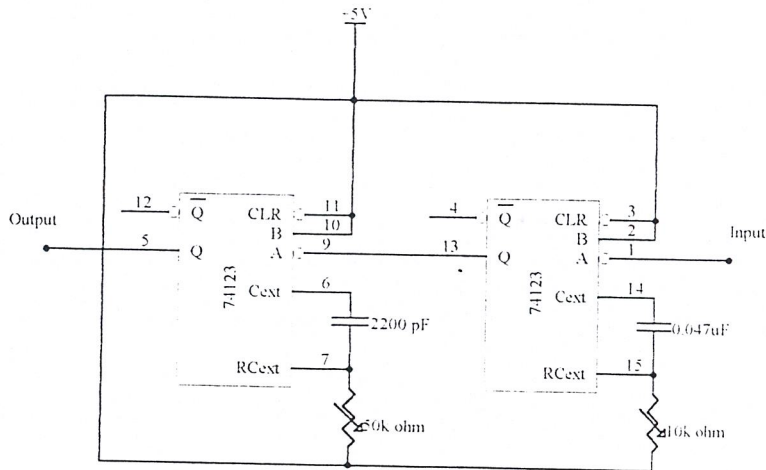 +5V
12
Q
CLR
11
B
10
Output
5
Q
A
9
74123
Cext
6
2200 pF
RCext
7
50k ohm
4
Q
CLR
3
B
2
Input
13
Q
A
1
74123
Cext
14
0.047uF
RCext
15
10k ohm